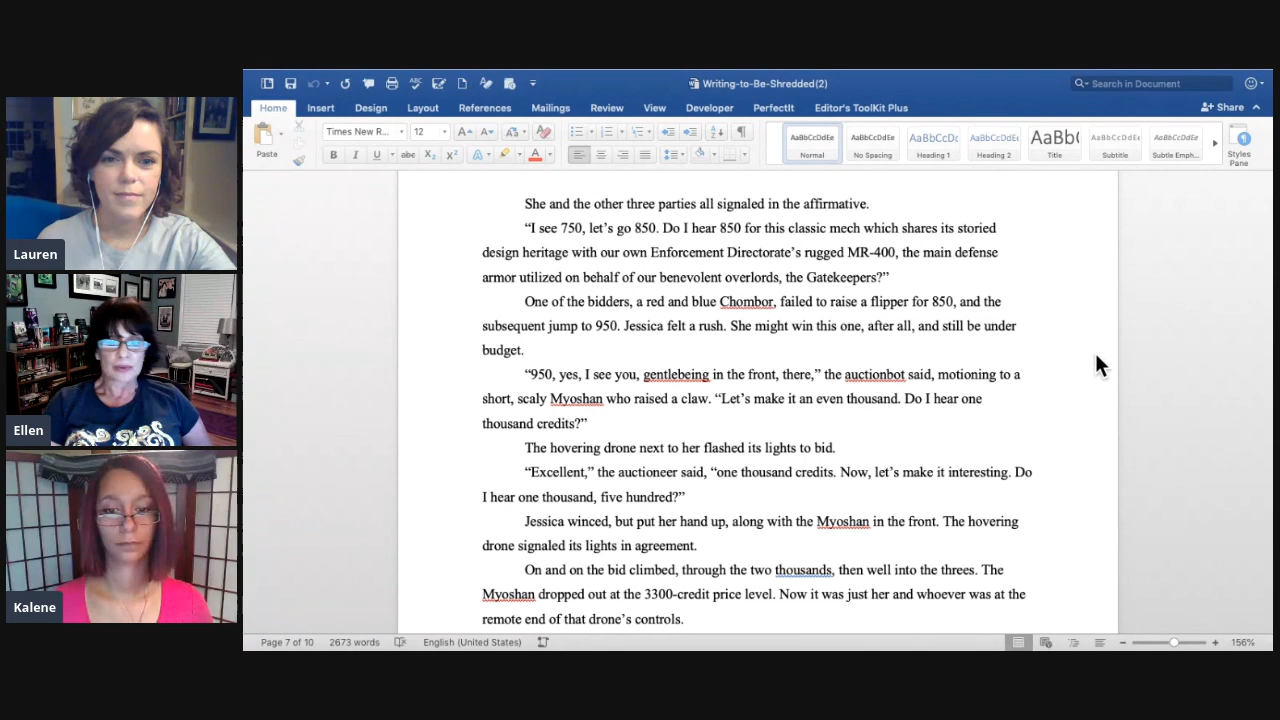 Writing-to-Be-Shredded(2)
Search in Document
Home Insert Design Layout References Mailings Review View Developer PerfectIt Editor's ToolKit Plus
Share
Paste
Times New R... 12
AaBbCcDdEe AaBbCcDdEe AaBbCcDc AaBbCcDdEe AaBb( AaBbCcDdEe AaBbCcDdEe
Normal No Spacing Heading 1 Heading 2 Title Subtitle Subtle Emph...
Styles
Pane
She and the other three parties all signaled in the affirmative.
“I see 750, let’s go 850. Do I hear 850 for this classic mech which shares its storied
design heritage with our own Enforcement Directorate’s rugged MR-400, the main defense
armor utilized on behalf of our benevolent overlords, the Gatekeepers?”
One of the bidders, a red and blue Chombor, failed to raise a flipper for 850, and the
subsequent jump to 950. Jessica felt a rush. She might win this one, after all, and still be under
budget.
“950, yes, I see you, gentlebeing in the front, there,” the auctionbot said, motioning to a
short, scaly Myoshan who raised a claw. “Let’s make it an even thousand. Do I hear one
thousand credits?”
The hovering drone next to her flashed its lights to bid.
“Excellent,” the auctioneer said, “one thousand credits. Now, let’s make it interesting. Do
I hear one thousand, five hundred?”
Jessica winced, but put her hand up, along with the Myoshan in the front. The hovering
drone signaled its lights in agreement.
On and on the bid climbed, through the two thousands, then well into the threes. The
Myoshan dropped out at the 3300-credit price level. Now it was just her and whoever was at the
remote end of that drone’s controls.
Page 7 of 10 2673 words English (United States) 156%
Lauren
Ellen
Kalene